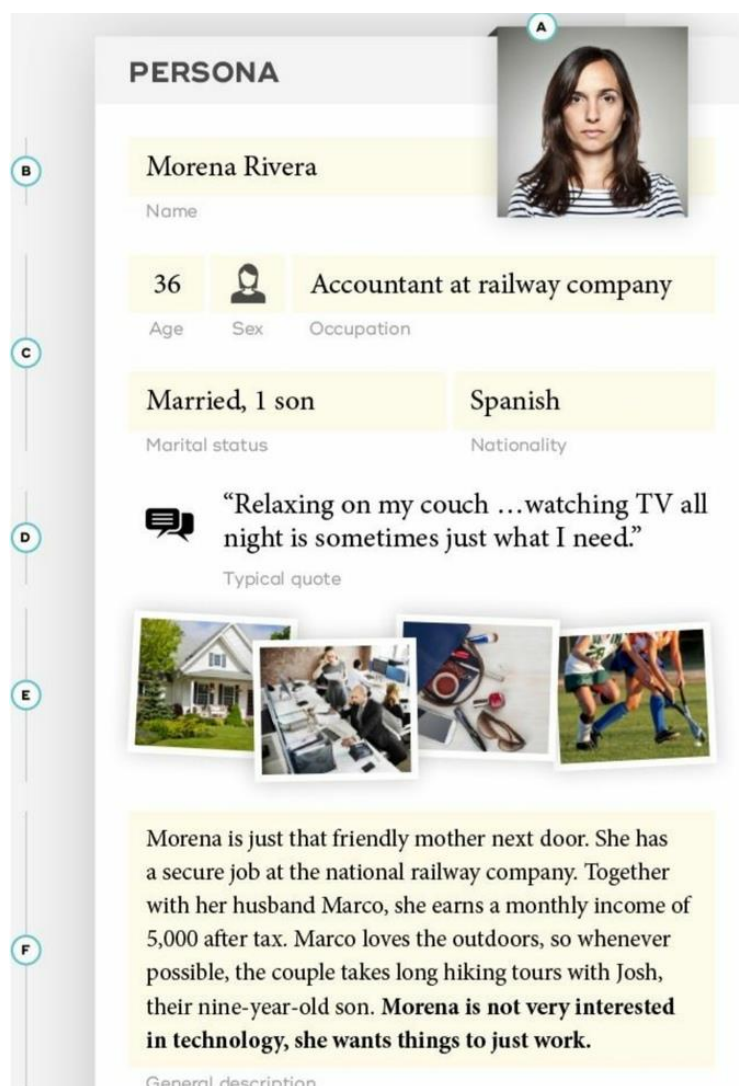 A
PERSONA
B
Morena Rivera
Name
36
Accountant at railway company
Age
Sex
Occupation
C
Married, 1 son
Spanish
Marital status
Nationality
D
“Relaxing on my couch …watching TV all
night is sometimes just what I need.”
Typical quote
E
Morena is just that friendly mother next door. She has
a secure job at the national railway company. Together
with her husband Marco, she earns a monthly income of
5,000 after tax. Marco loves the outdoors, so whenever
F
possible, the couple takes long hiking tours with Josh,
their nine-year-old son. Morena is not very interested
in technology, she wants things to just work.
General description